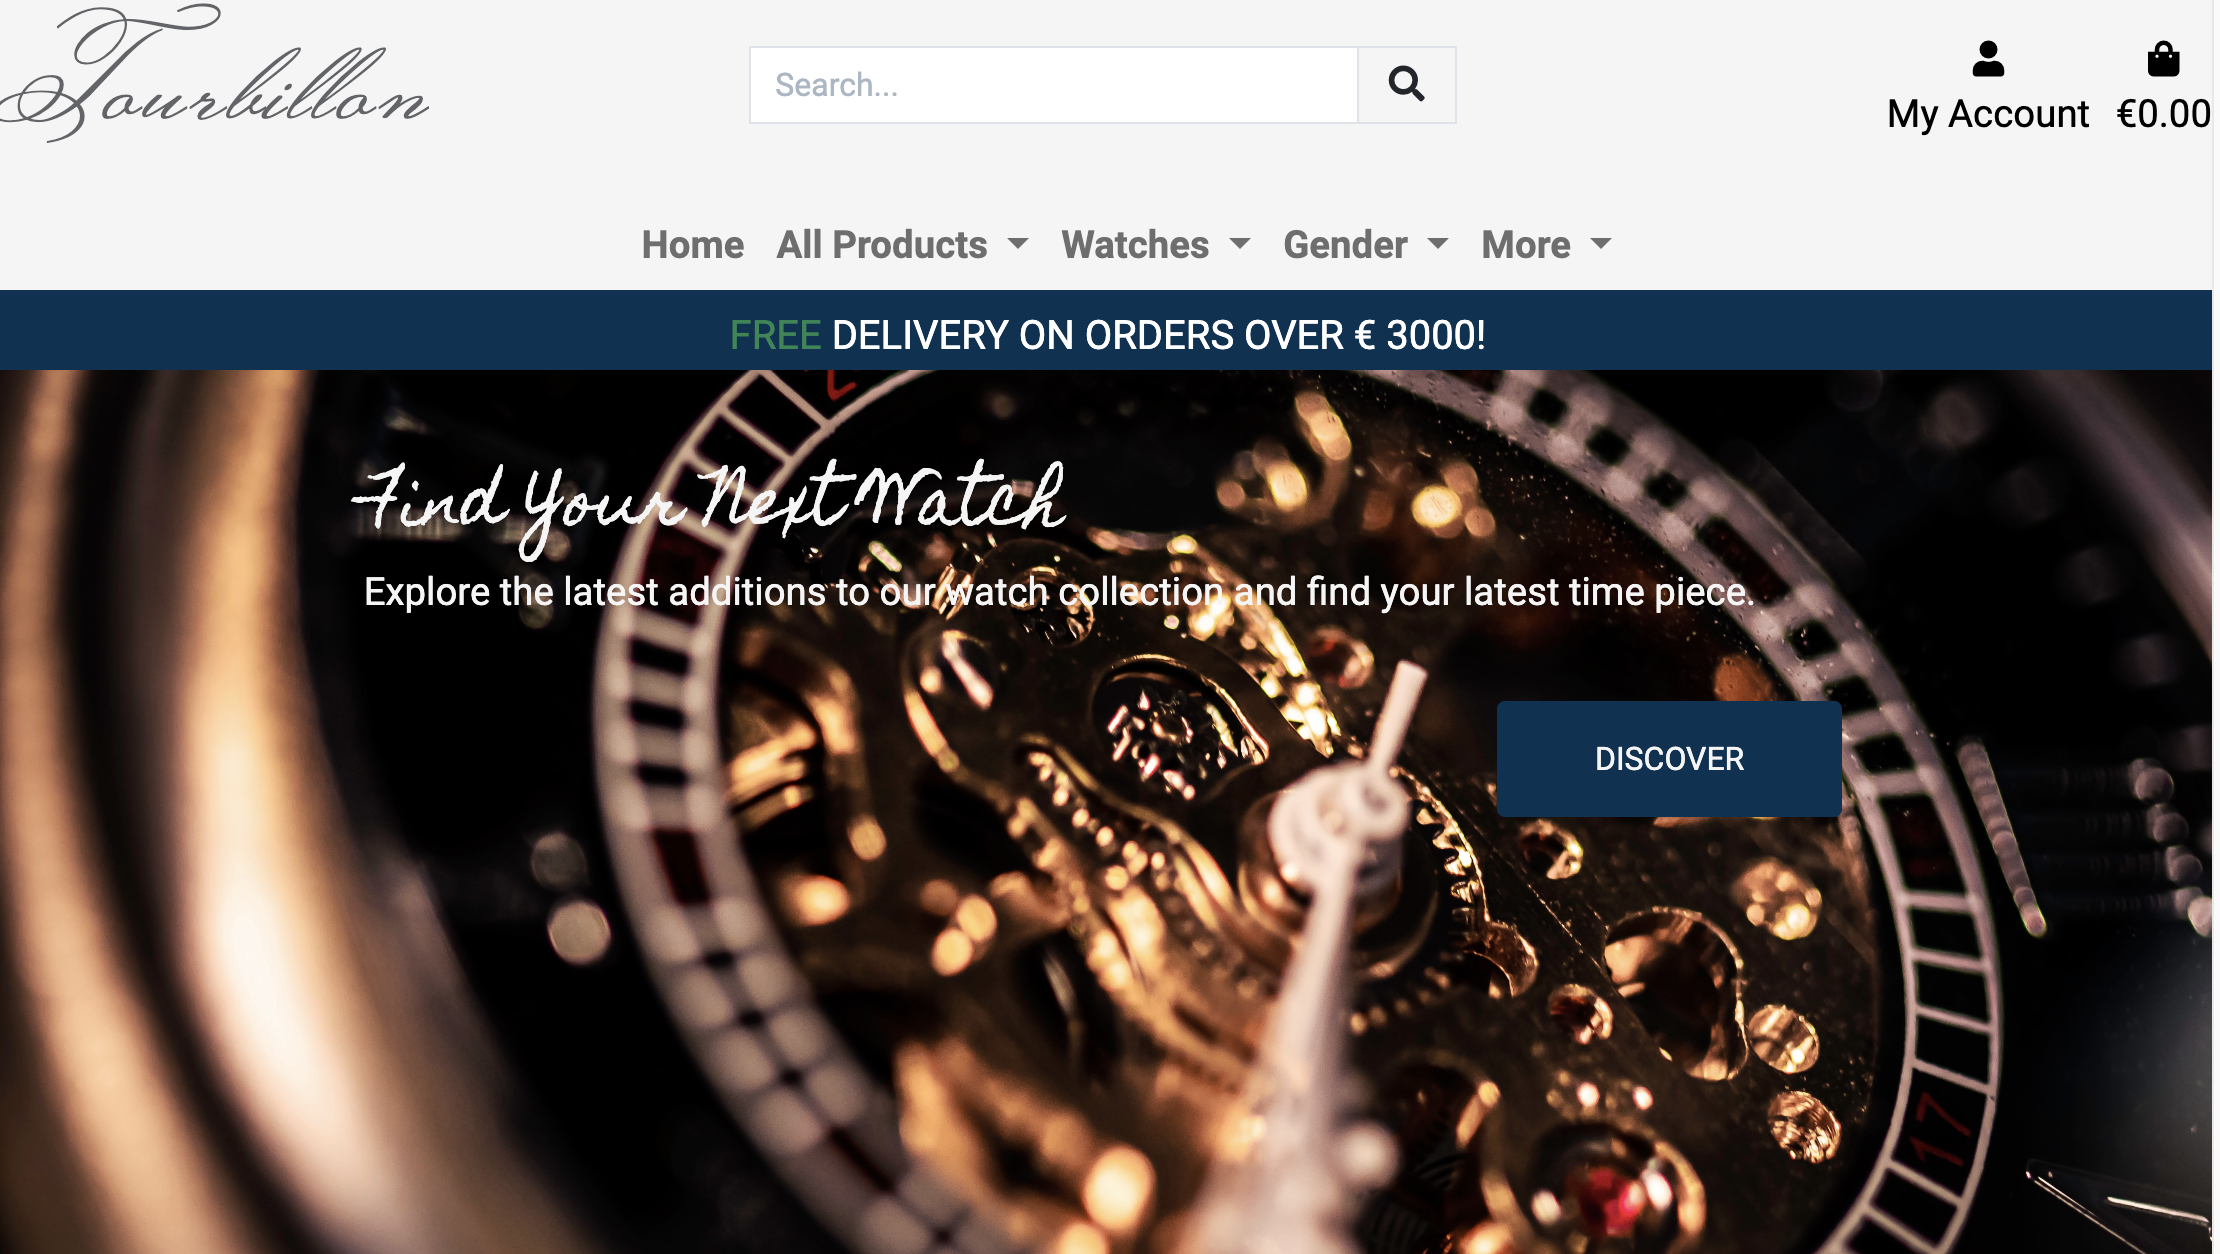 Tourbillon
Search...
My Account
€0.00
Home All Products Watches Gender More
FREE DELIVERY ON ORDERS OVER € 3000!
Find Your Next Watch
Explore the latest additions to our watch collection and find your latest time piece.
DISCOVER
17